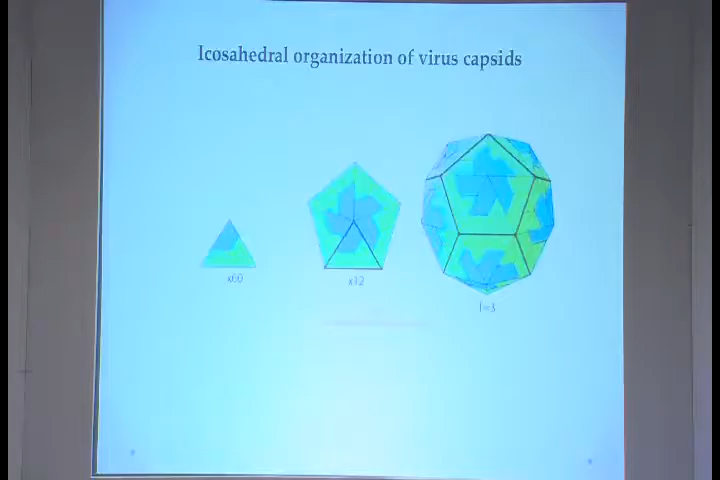 Icosahedral organization of virus capsids
x60
x12
T=3